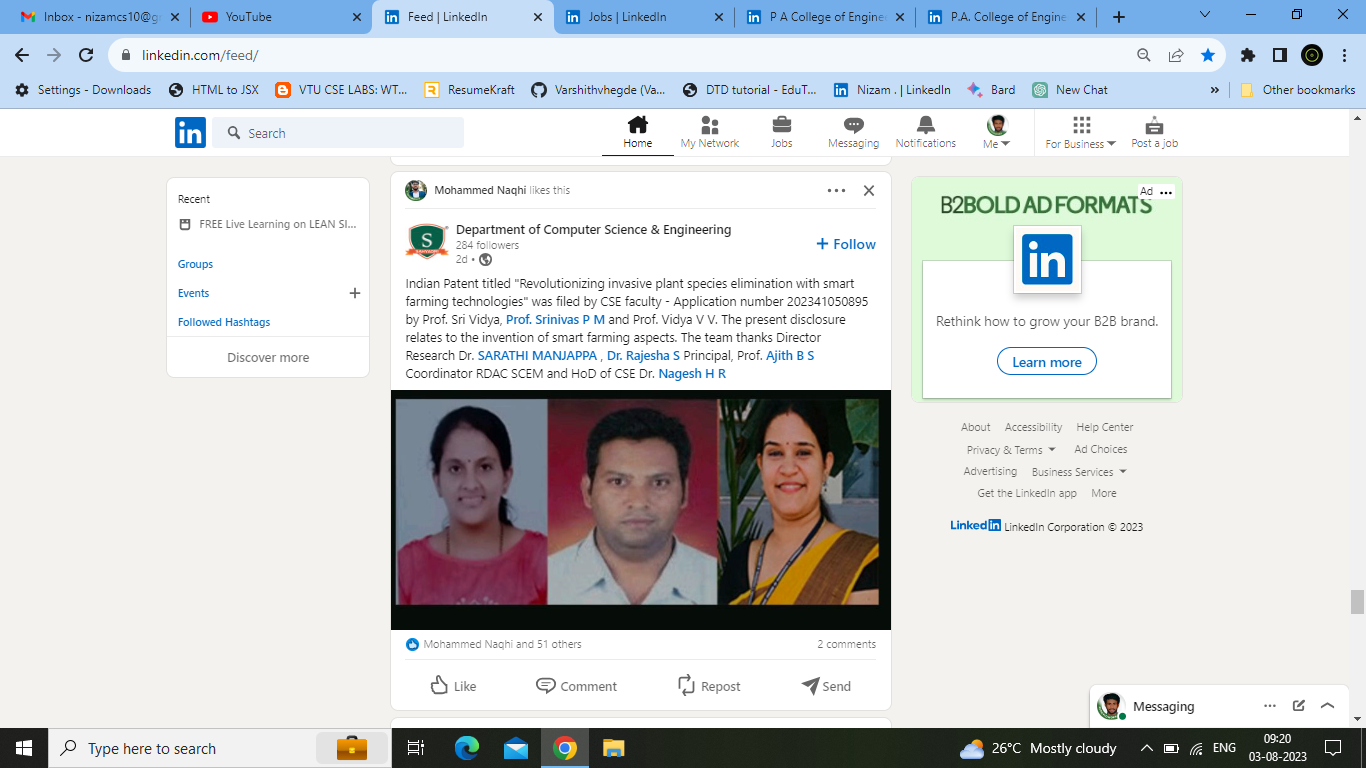 Inbox - nizamcs10@g
YouTube
Feed | LinkedIn
Jobs | LinkedIn
P A College of Engine
P.A. College of Engine
linkedin.com/feed/
Settings - Downloads
HTML to JSX
VTU CSE LABS: WT...
ResumeKraft
Varshithvhegde (Va...
DTD tutorial - EduT...
Nizam . | LinkedIn
Bard
New Chat
»
Other bookmarks
in
Search
Home
My Network
Jobs
Messaging
Notifications
Me
For Business
Post a job
Recent
FREE Live Learning on LEAN SI...
Groups
Events
Followed Hashtags
Discover more
Mohammed Naqhi likes this
S
Department of Computer Science & Engineering
284 followers
2d •
+ Follow
Indian Patent titled "Revolutionizing invasive plant species elimination with smart
farming technologies" was filed by CSE faculty - Application number 202341050895
by Prof. Sri Vidya, Prof. Srinivas P M and Prof. Vidya V V. The present disclosure
relates to the invention of smart farming aspects. The team thanks Director
Research Dr. SARATHI MANJAPPA , Dr. Rajesha S Principal, Prof. Ajith B S
Coordinator RDAC SCEM and HoD of CSE Dr. Nagesh H R
Mohammed Naqhi and 51 others
2 comments
Like
Comment
Repost
Send
Ad ...
B2BOLD AD FORMATS
in
Rethink how to grow your B2B brand.
Learn more
About Accessibility Help Center
Privacy & Terms Ad Choices
Advertising Business Services
Get the LinkedIn app More
LinkedIn LinkedIn Corporation © 2023
Messaging
Type here to search
26°C Mostly cloudy
ENG
09:20
03-08-2023